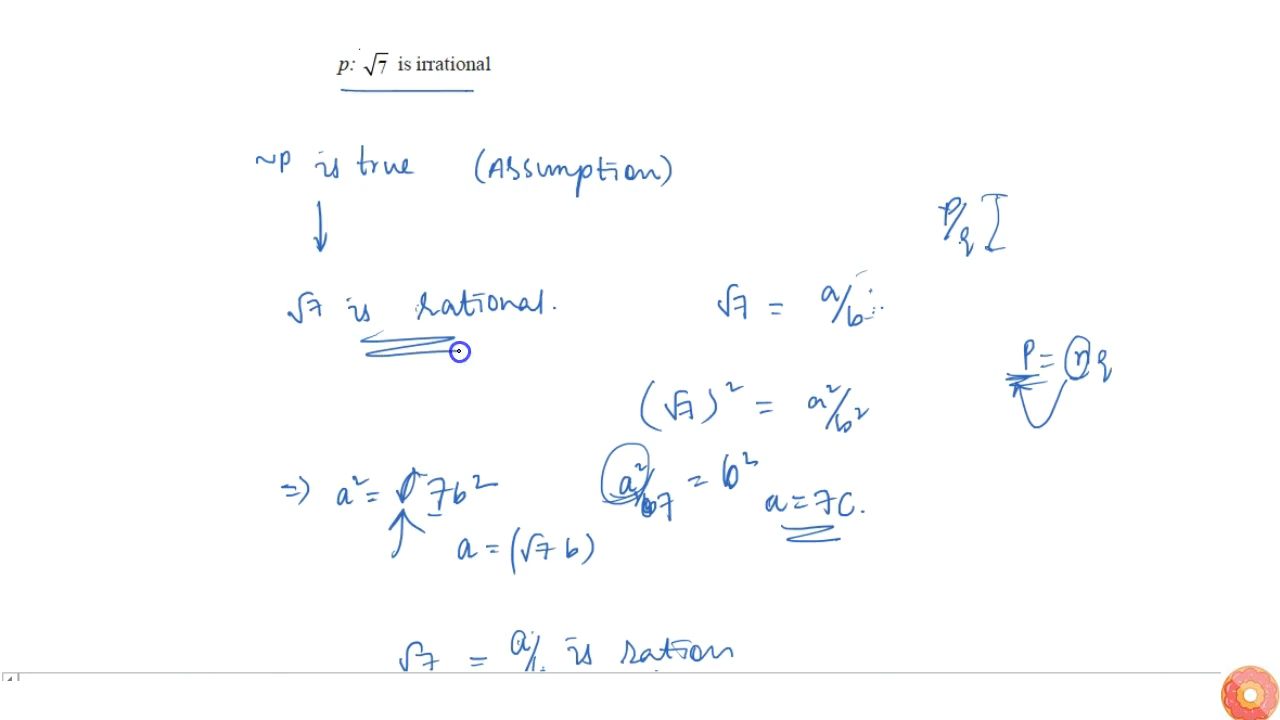 p: √7 is irrational
~p is true (Assumption)
p/q
√7 is rational.
√7 = a/b
p = nq
(√7)² = a²/b²
=> a² = 7b²
a²/7 = b²
a = 7c.
a = (√7 b)
√7 = a/ is ration